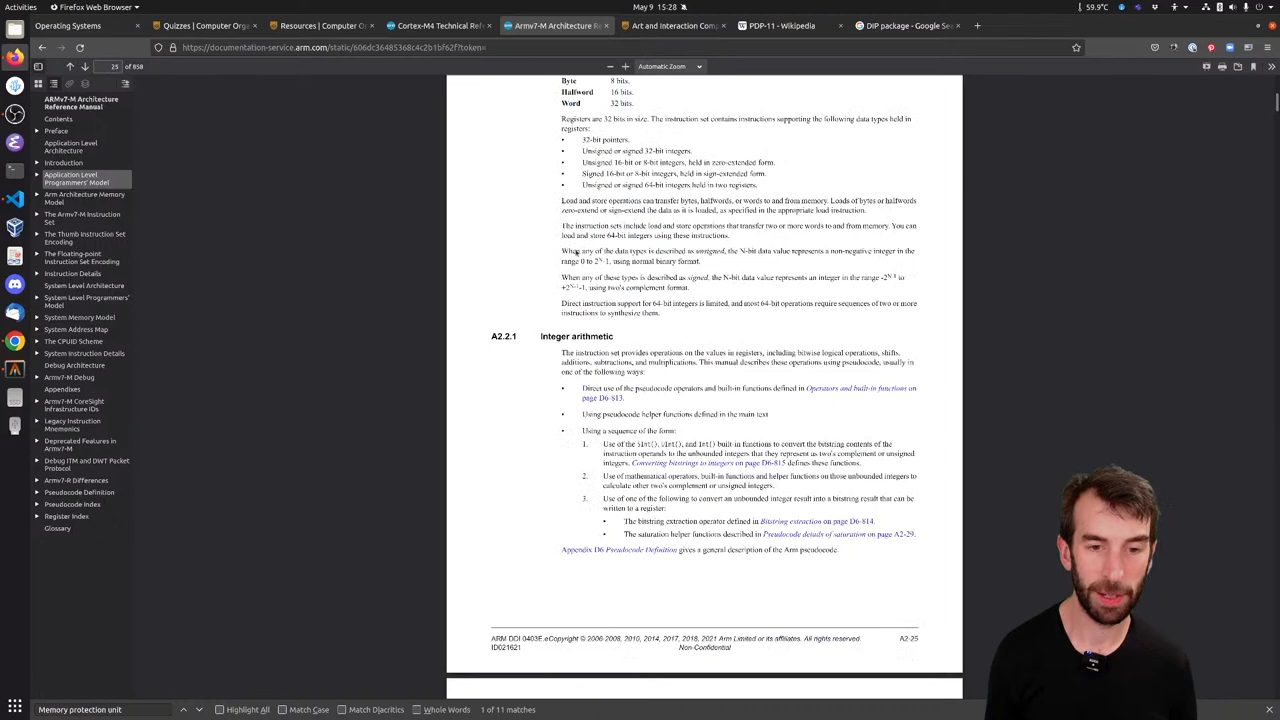 Activities
Firefox Web Browser
May 9 15:28
59.9°C
Operating Systems
Quizzes | Computer Orga
Resources | Computer O
Cortex-M4 Technical Refe
Armv7-M Architecture R
Art and Interaction Comp
PDP-11 - Wikipedia
DIP package - Google Sea
https://documentation-service.arm.com/static/606dc36485368c4c2b1bf62f?token=
25 of 858
Automatic Zoom
ARMv7-M Architecture
Reference Manual
Contents
Preface
Application Level
Architecture
Introduction
Application Level
Programmers' Model
Arm Architecture Memory
Model
The Armv7-M Instruction
Set
The Thumb Instruction Set
Encoding
The Floating-point
Instruction Set Encoding
Instruction Details
System Level Architecture
System Level Programmers'
Model
System Memory Model
System Address Map
The CPUID Scheme
System Instruction Details
Debug Architecture
Armv7-M Debug
Appendixes
Armv7-M CoreSight
Infrastructure IDs
Legacy Instruction
Mnemonics
Deprecated Features in
Armv7-M
Debug ITM and DWT Packet
Protocol
Armv7-R Differences
Pseudocode Definition
Pseudocode Index
Register Index
Glossary
Byte 8 bits.
Halfword 16 bits.
Word 32 bits.
Registers are 32 bits in size. The instruction set contains instructions supporting the following data types held in
registers:
• 32-bit pointers.
• Unsigned or signed 32-bit integers.
• Unsigned 16-bit or 8-bit integers, held in zero-extended form.
• Signed 16-bit or 8-bit integers, held in sign-extended form.
• Unsigned or signed 64-bit integers held in two registers.
Load and store operations can transfer bytes, halfwords, or words to and from memory. Loads of bytes or halfwords
zero-extend or sign-extend the data as it is loaded, as specified in the appropriate load instruction.
The instruction sets include load and store operations that transfer two or more words to and from memory. You can
load and store 64-bit integers using these instructions.
When any of the data types is described as unsigned, the N-bit data value represents a non-negative integer in the
range 0 to 2^N-1, using normal binary format.
When any of these types is described as signed, the N-bit data value represents an integer in the range -2^N-1 to
+2^N-1-1, using two's complement format.
Direct instruction support for 64-bit integers is limited, and most 64-bit operations require sequences of two or more
instructions to synthesize them.
A2.2.1 Integer arithmetic
The instruction set provides operations on the values in registers, including bitwise logical operations, shifts,
additions, subtractions, and multiplications. This manual describes these operations using pseudocode, usually in
one of the following ways:
• Direct use of the pseudocode operators and built-in functions defined in Operators and built-in functions on
page D6-813.
• Using pseudocode helper functions defined in the main text
• Using a sequence of the form:
1. Use of the SInt(), UInt(), and Int() built-in functions to convert the bitstring contents of the
instruction operands to the unbounded integers that they represent as two's complement or unsigned
integers. Converting bitstrings to integers on page D6-815 defines these functions.
2. Use of mathematical operators, built-in functions and helper functions on those unbounded integers to
calculate other two's complement or unsigned integers.
3. Use of one of the following to convert an unbounded integer result into a bitstring result that can be
written to a register:
• The bitstring extraction operator defined in Bitstring extraction on page D6-814.
• The saturation helper functions described in Pseudocode details of saturation on page A2-29.
Appendix D6 Pseudocode Definition gives a general description of the Arm pseudocode.
ARM DDI 0403E.e Copyright © 2006-2008, 2010, 2014, 2017, 2018, 2021 Arm Limited or its affiliates. All rights reserved. A2-25
ID021621 Non-Confidential
Memory protection unit
Highlight All
Match Case
Match Diacritics
Whole Words
1 of 11 matches